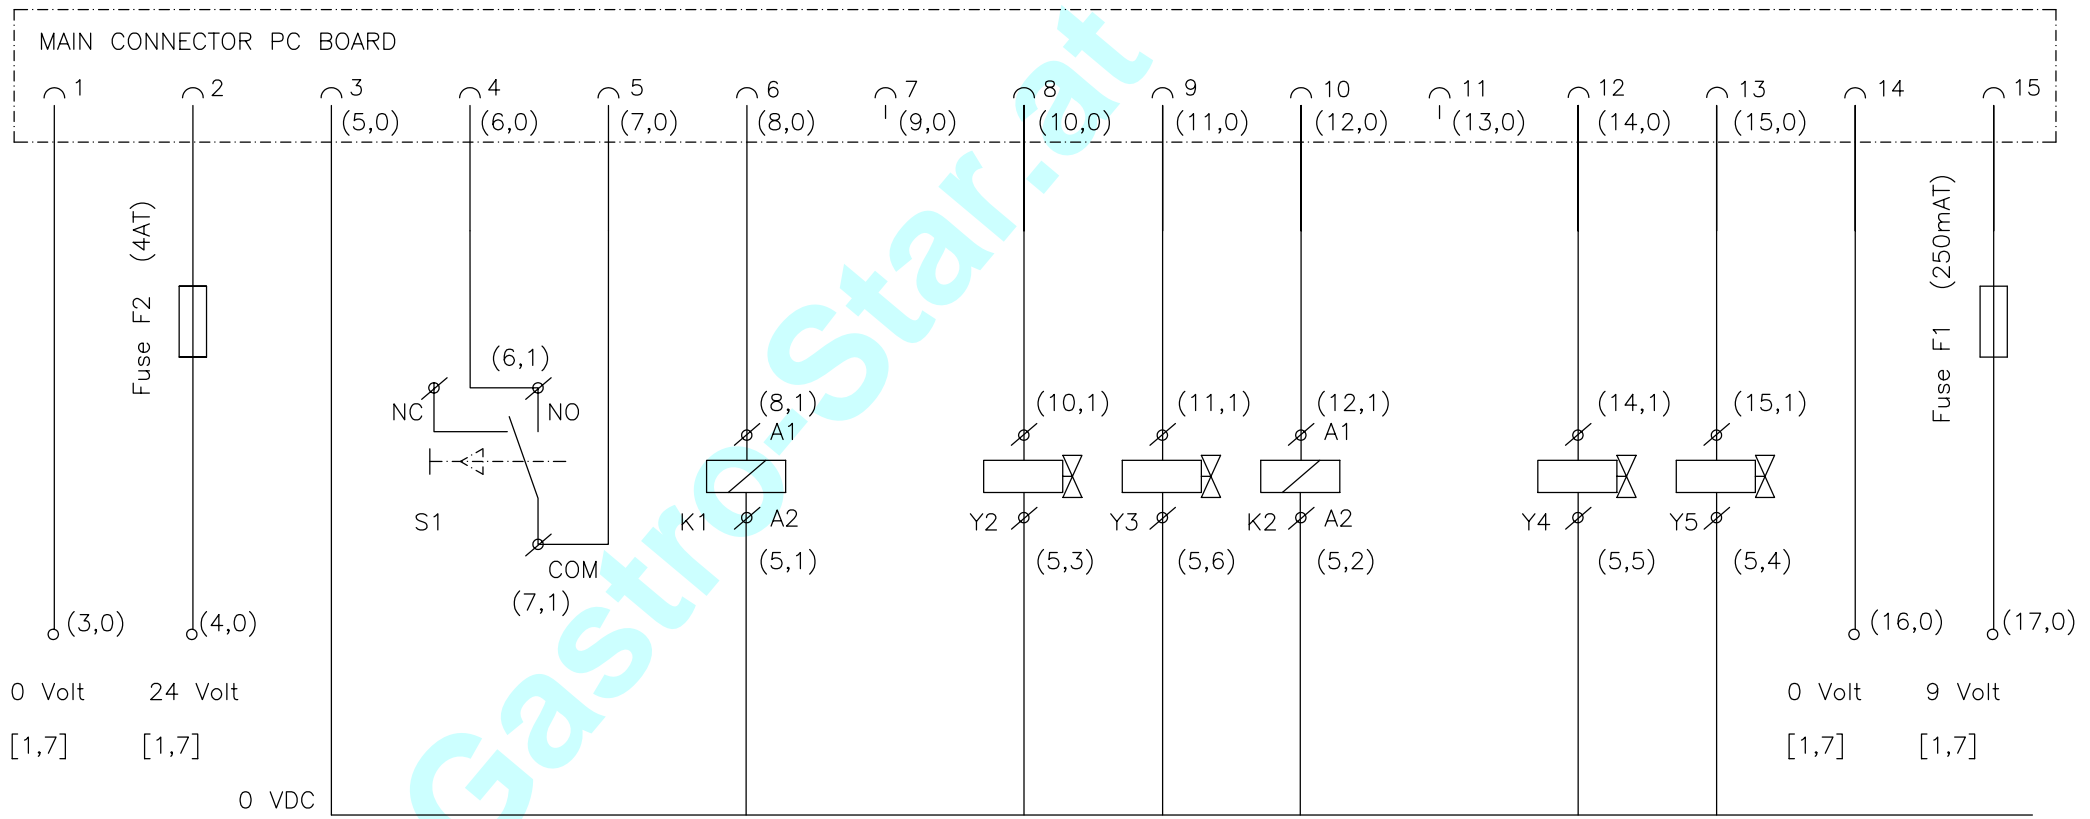 MAIN CONNECTOR PC BOARD
1 2 3 4 5 6 7 8 9 10 11 12 13 14 15
(5,0) (6,0) (7,0) (8,0) (9,0) (10,0) (11,0) (12,0) (13,0) (14,0) (15,0)
Fuse F2 (4AT)
Fuse F1 (250mAT)
(6,1)
NC NO
(8,1) (10,1) (11,1) (12,1) (14,1) (15,1)
A1 A1
S1 K1 A2 Y2 Y3 K2 A2 Y4 Y5
(5,1) (5,3) (5,6) (5,2) (5,5) (5,4)
COM
(7,1)
(3,0) (4,0) (16,0) (17,0)
0 Volt 24 Volt 0 Volt 9 Volt
[1,7] [1,7] [1,7] [1,7]
0 VDC
Gastro-Star.at